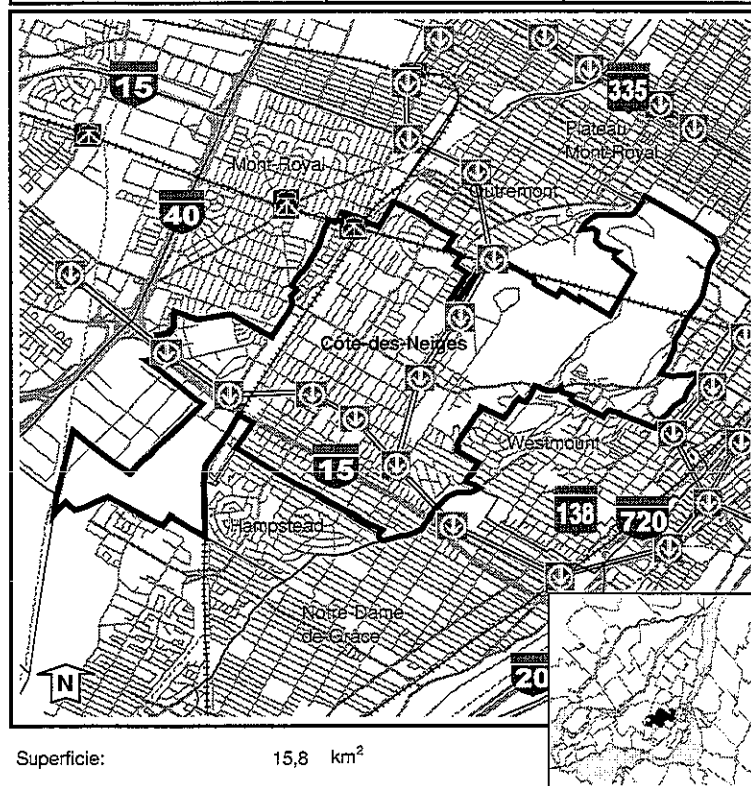 15
335
Plateau
Mont-Royal
Mont-Royal
Outremont
40
Côte-des-Neiges
Westmount
15
138
720
Hampstead
Notre-Dame
de-Grâce
N
20
Superficie: 15,8 km²